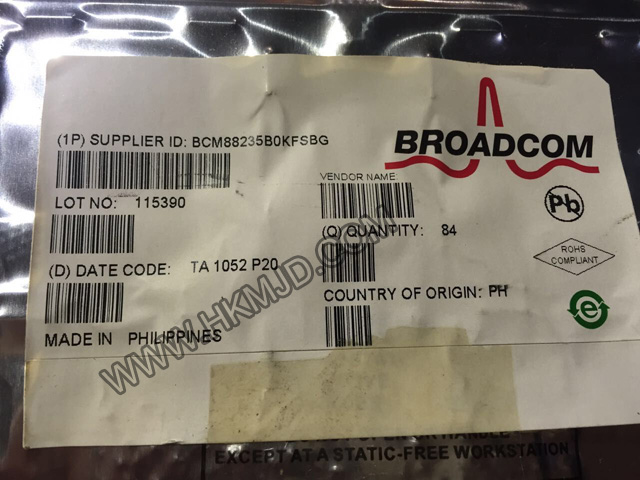 BROADCOM
(1P) SUPPLIER ID: BCM88235B0KFSBG
VENDOR NAME:
LOT NO: 115390
Pb
(Q) QUANTITY: 84
ROHS
COMPLIANT
(D) DATE CODE: TA 1052 P20
COUNTRY OF ORIGIN: PH
e
MADE IN PHILIPPINES
WWW.HKMJD.COM
EXCEPT AT A STATIC-FREE WORKSTATION